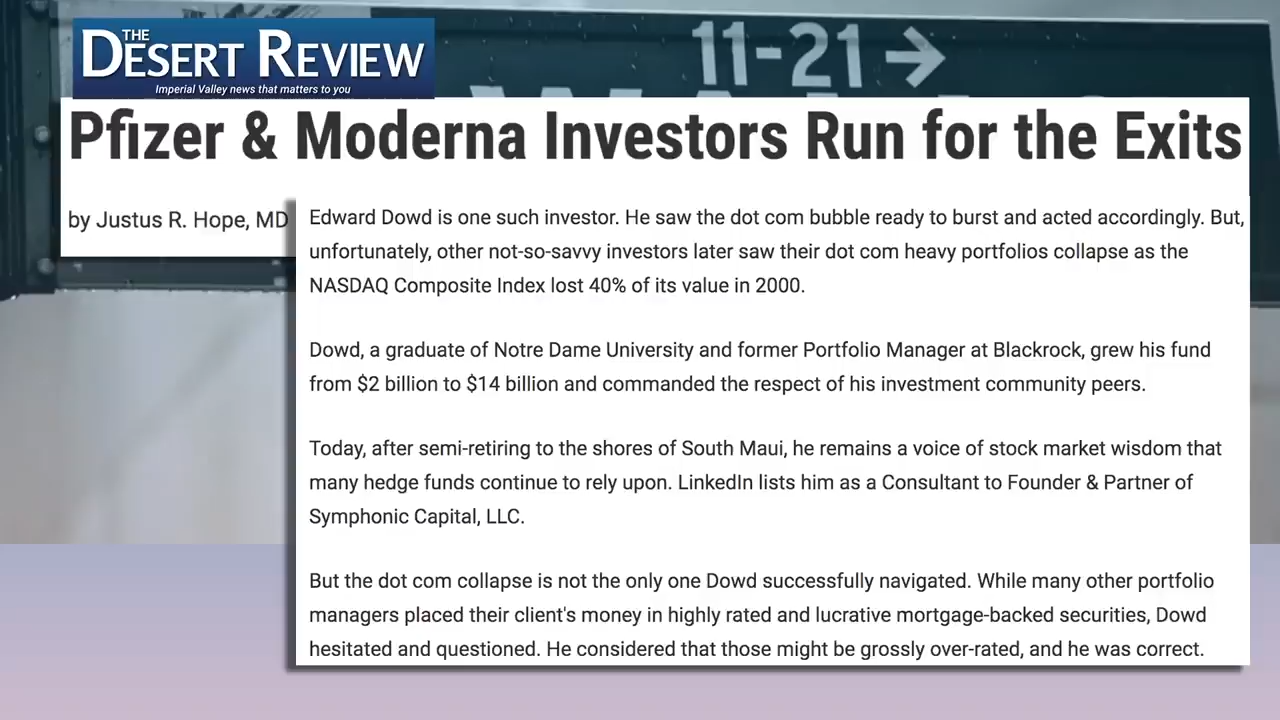 THE
DESERT REVIEW
Imperial Valley news that matters to you
11-21 →
Pfizer & Moderna Investors Run for the Exits
by Justus R. Hope, MD
Edward Dowd is one such investor. He saw the dot com bubble ready to burst and acted accordingly. But,
unfortunately, other not-so-savvy investors later saw their dot com heavy portfolios collapse as the
NASDAQ Composite Index lost 40% of its value in 2000.
Dowd, a graduate of Notre Dame University and former Portfolio Manager at Blackrock, grew his fund
from $2 billion to $14 billion and commanded the respect of his investment community peers.
Today, after semi-retiring to the shores of South Maui, he remains a voice of stock market wisdom that
many hedge funds continue to rely upon. LinkedIn lists him as a Consultant to Founder & Partner of
Symphonic Capital, LLC.
But the dot com collapse is not the only one Dowd successfully navigated. While many other portfolio
managers placed their client's money in highly rated and lucrative mortgage-backed securities, Dowd
hesitated and questioned. He considered that those might be grossly over-rated, and he was correct.